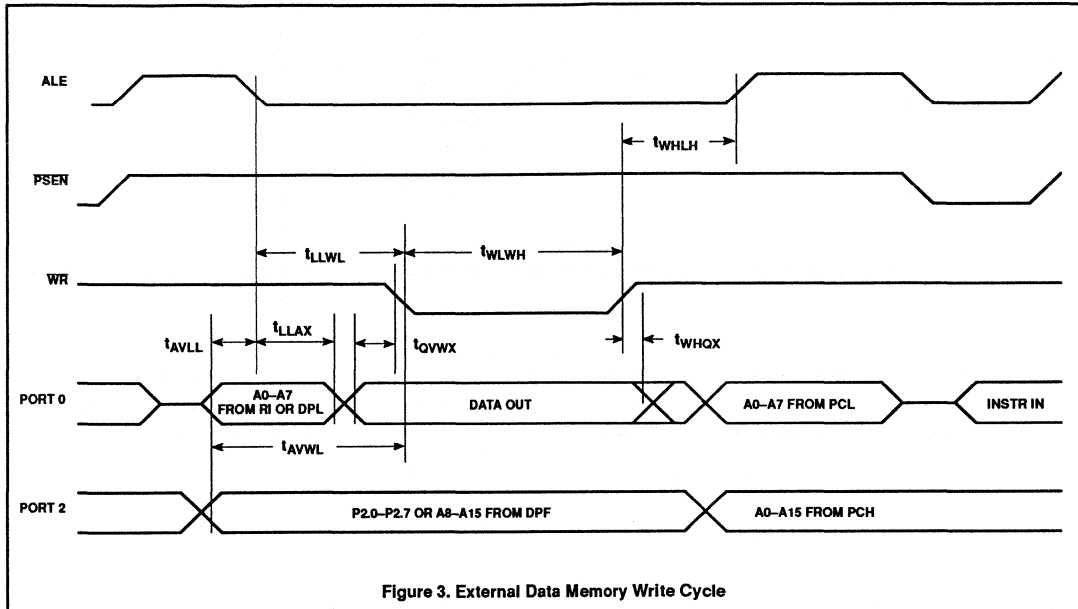 ALE
tWHLH
PSEN
tLLWL
tWLWH
WR
tAVLL
tLLAX
tQVWX
tWHQX
PORT 0
A0–A7
FROM RI OR DPL
DATA OUT
A0–A7 FROM PCL
INSTR IN
tAVWL
PORT 2
P2.0–P2.7 OR A8–A15 FROM DPF
A0–A15 FROM PCH
Figure 3. External Data Memory Write Cycle